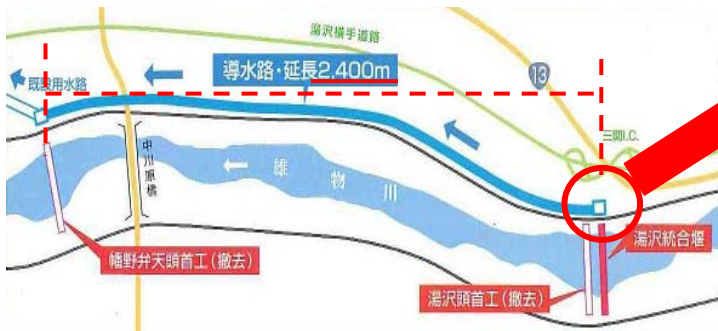 湯沢横手道路
既設用水路
導水路・延長2,400m
13
三関I.C.
中川原橋
雄物川
幡野弁天頭首工(撤去)
湯沢頭首工(撤去)
湯沢統合堰